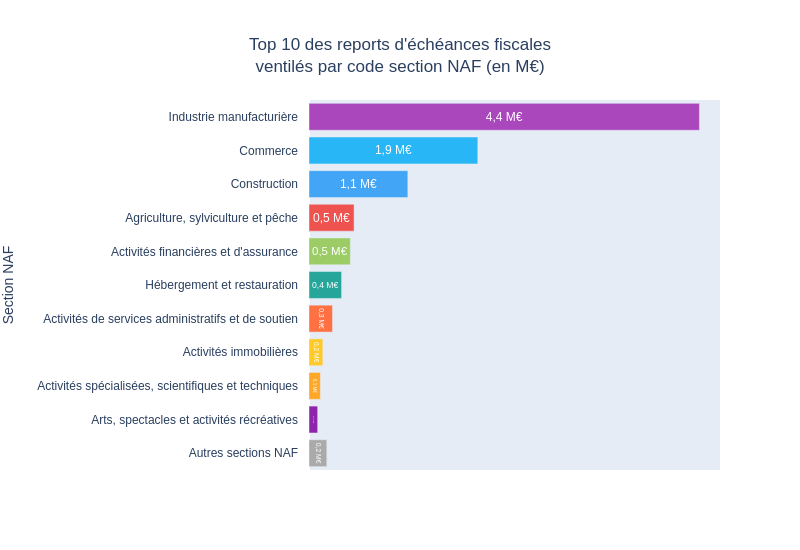 Top 10 des reports d'échéances fiscales
ventilés par code section NAF (en M€)
Section NAF
Industrie manufacturière 4,4 M€
Commerce 1,9 M€
Construction 1,1 M€
Agriculture, sylviculture et pêche 0,5 M€
Activités financières et d'assurance 0,5 M€
Hébergement et restauration 0,4 M€
Activités de services administratifs et de soutien 0,3 M€
Activités immobilières 0,2 M€
Activités spécialisées, scientifiques et techniques
Arts, spectacles et activités récréatives
Autres sections NAF 0,2 M€